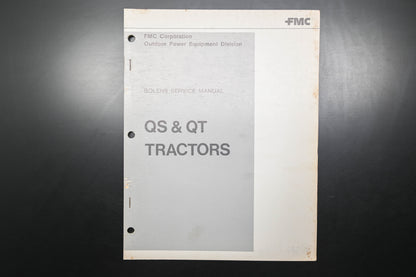 FMC
FMC Corporation
Outdoor Power Equipment Division
BOLENS SERVICE MANUAL
QS & QT
TRACTORS